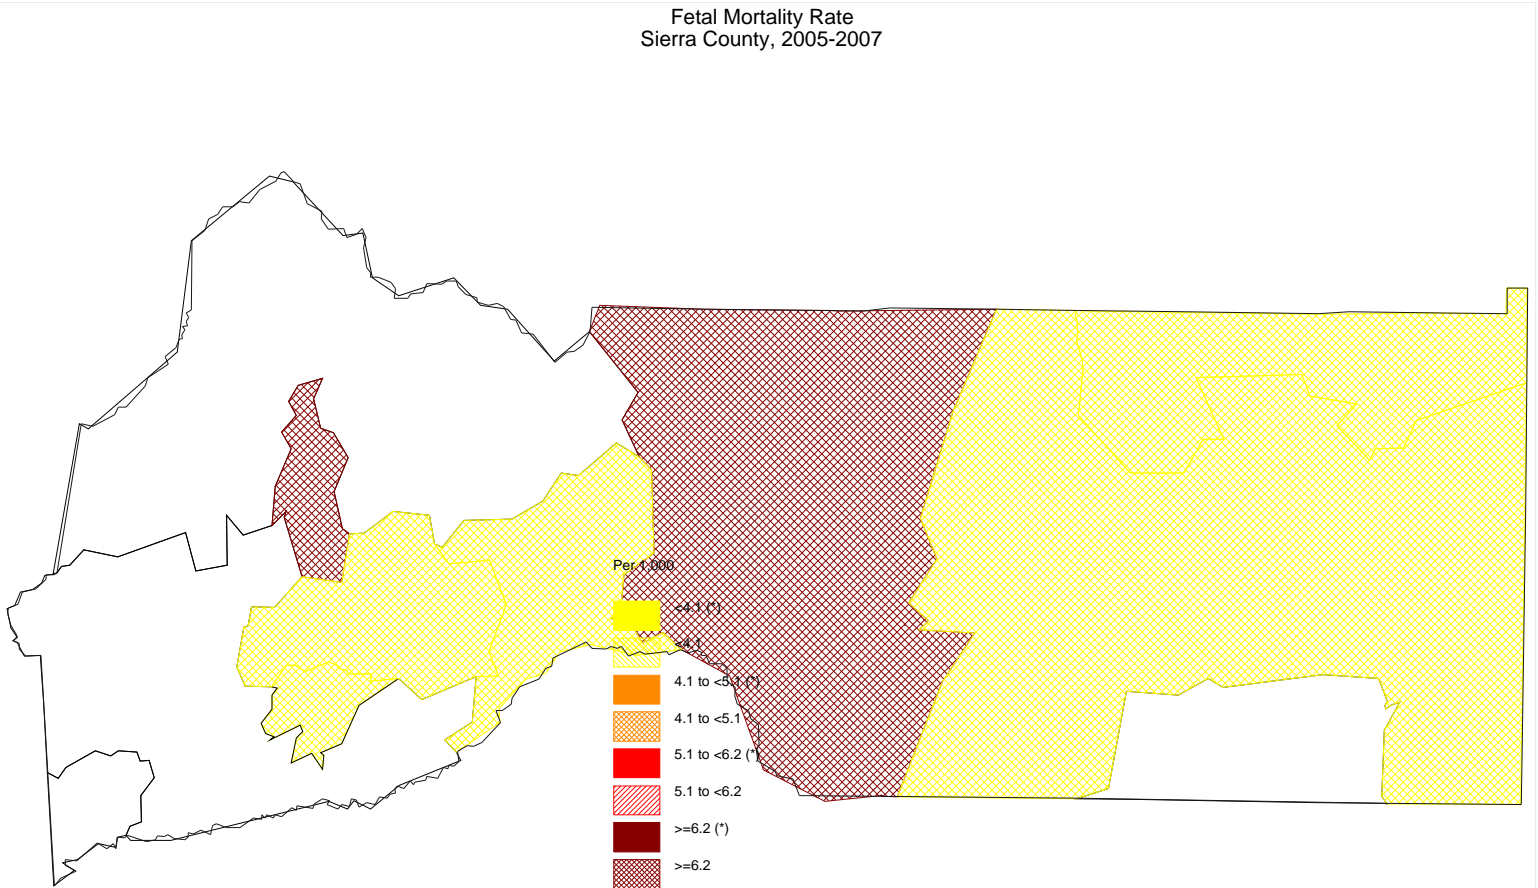 Fetal Mortality Rate
Sierra County, 2005-2007
Per 1,000
<4.1 (*)
<4.1
4.1 to <5.1 (*)
4.1 to <5.1
5.1 to <6.2 (*)
5.1 to <6.2
>=6.2 (*)
>=6.2